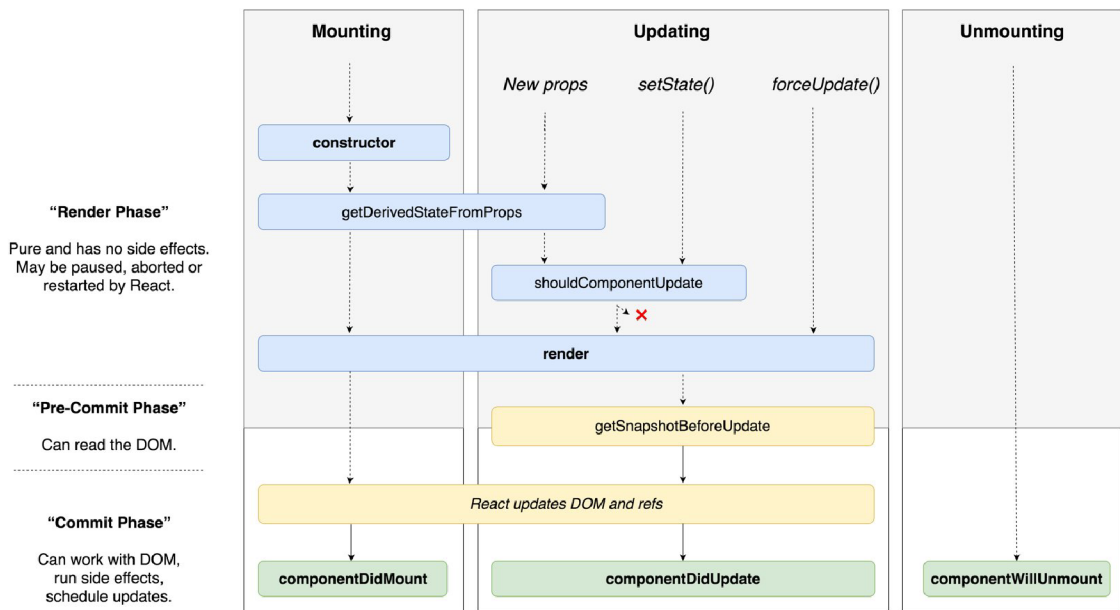 Mounting
Updating
Unmounting
New props
setState()
forceUpdate()
constructor
getDerivedStateFromProps
“Render Phase”
Pure and has no side effects.
May be paused, aborted or
restarted by React.
shouldComponentUpdate
render
“Pre-Commit Phase”
Can read the DOM.
getSnapshotBeforeUpdate
React updates DOM and refs
“Commit Phase”
Can work with DOM,
run side effects,
schedule updates.
componentDidMount
componentDidUpdate
componentWillUnmount